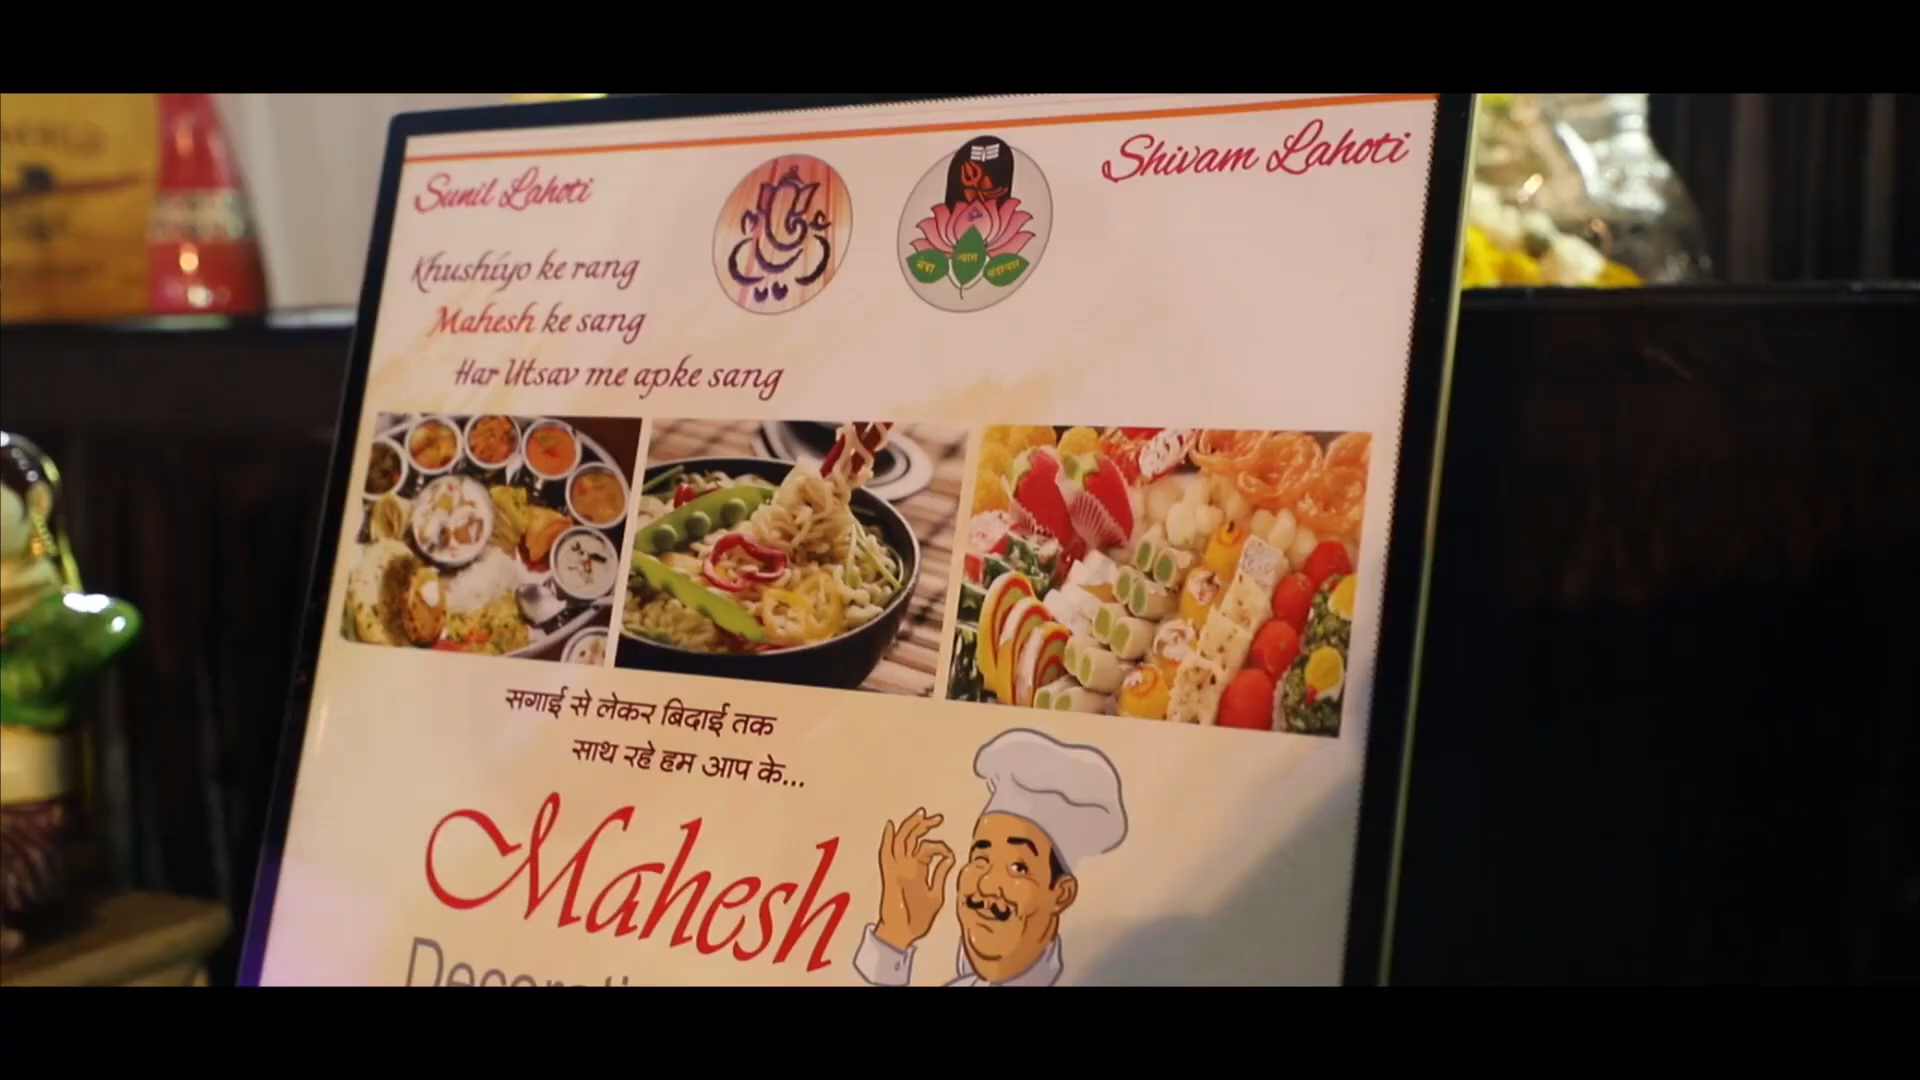 Sunil Lahoti
Shivam Lahoti
Khushiyo ke rang
Mahesh ke sang
Har Utsav me apke sang
सेवा त्याग सदाचार
सगाई से लेकर बिदाई तक
साथ रहे हम आप के...
Mahesh